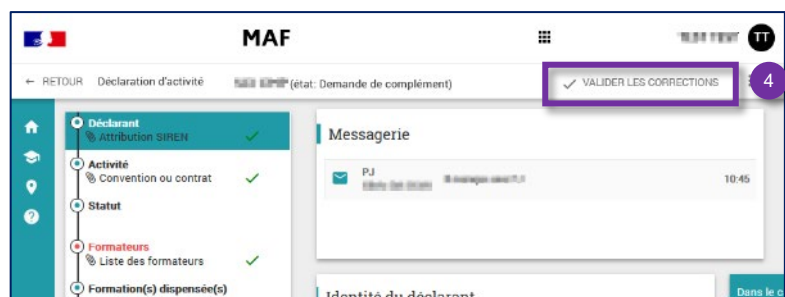 MAF
TT
← RETOUR Déclaration d'activité (état: Demande de complément) VALIDER LES CORRECTIONS 4
Déclarant
Attribution SIREN
Activité
Convention ou contrat
Statut
Formateurs
Liste des formateurs
Formation(s) dispensée(s)
Messagerie
PJ
10:45
Identité du déclarant
Dans le c